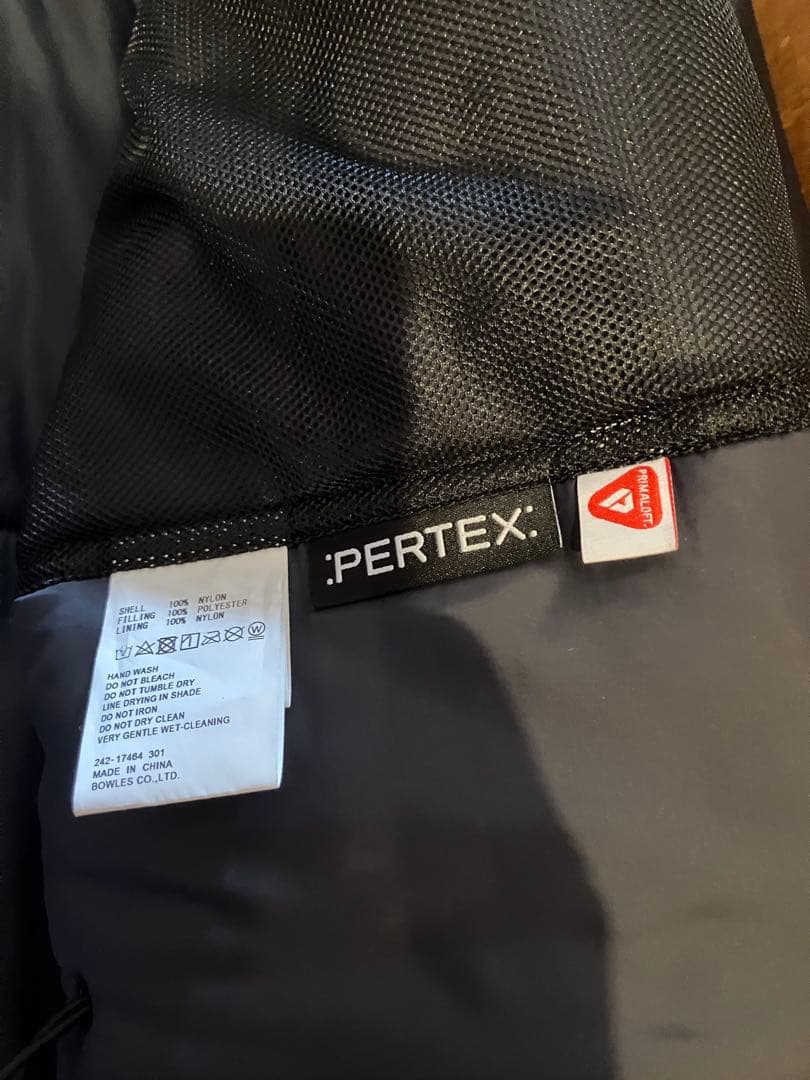 SHELL 100% NYLON
FILLING 100% POLYESTER
LINING 100% NYLON
W
HAND WASH
DO NOT BLEACH
DO NOT TUMBLE DRY
LINE DRYING IN SHADE
DO NOT IRON
DO NOT DRY CLEAN
VERY GENTLE WET-CLEANING
242-17464 301
MADE IN CHINA
BOWLES CO.,LTD.
:PERTEX:
PRIMALOFT.